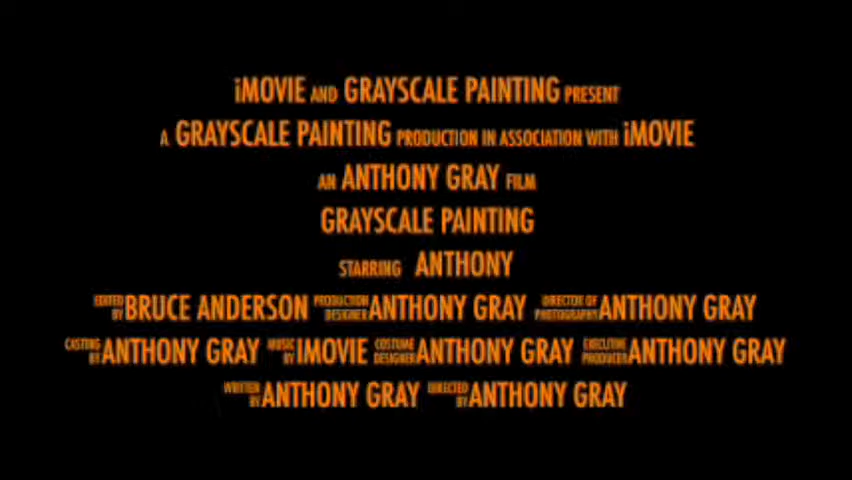 iMOVIE AND GRAYSCALE PAINTING PRESENT
A GRAYSCALE PAINTING PRODUCTION IN ASSOCIATION WITH iMOVIE
AN ANTHONY GRAY FILM
GRAYSCALE PAINTING
STARRING ANTHONY
EDITED BY BRUCE ANDERSON PRODUCTION DESIGNER ANTHONY GRAY DIRECTOR OF PHOTOGRAPHY ANTHONY GRAY
CASTING BY ANTHONY GRAY MUSIC BY IMOVIE COSTUME DESIGNER ANTHONY GRAY EXECUTIVE PRODUCER ANTHONY GRAY
WRITTEN BY ANTHONY GRAY DIRECTED BY ANTHONY GRAY